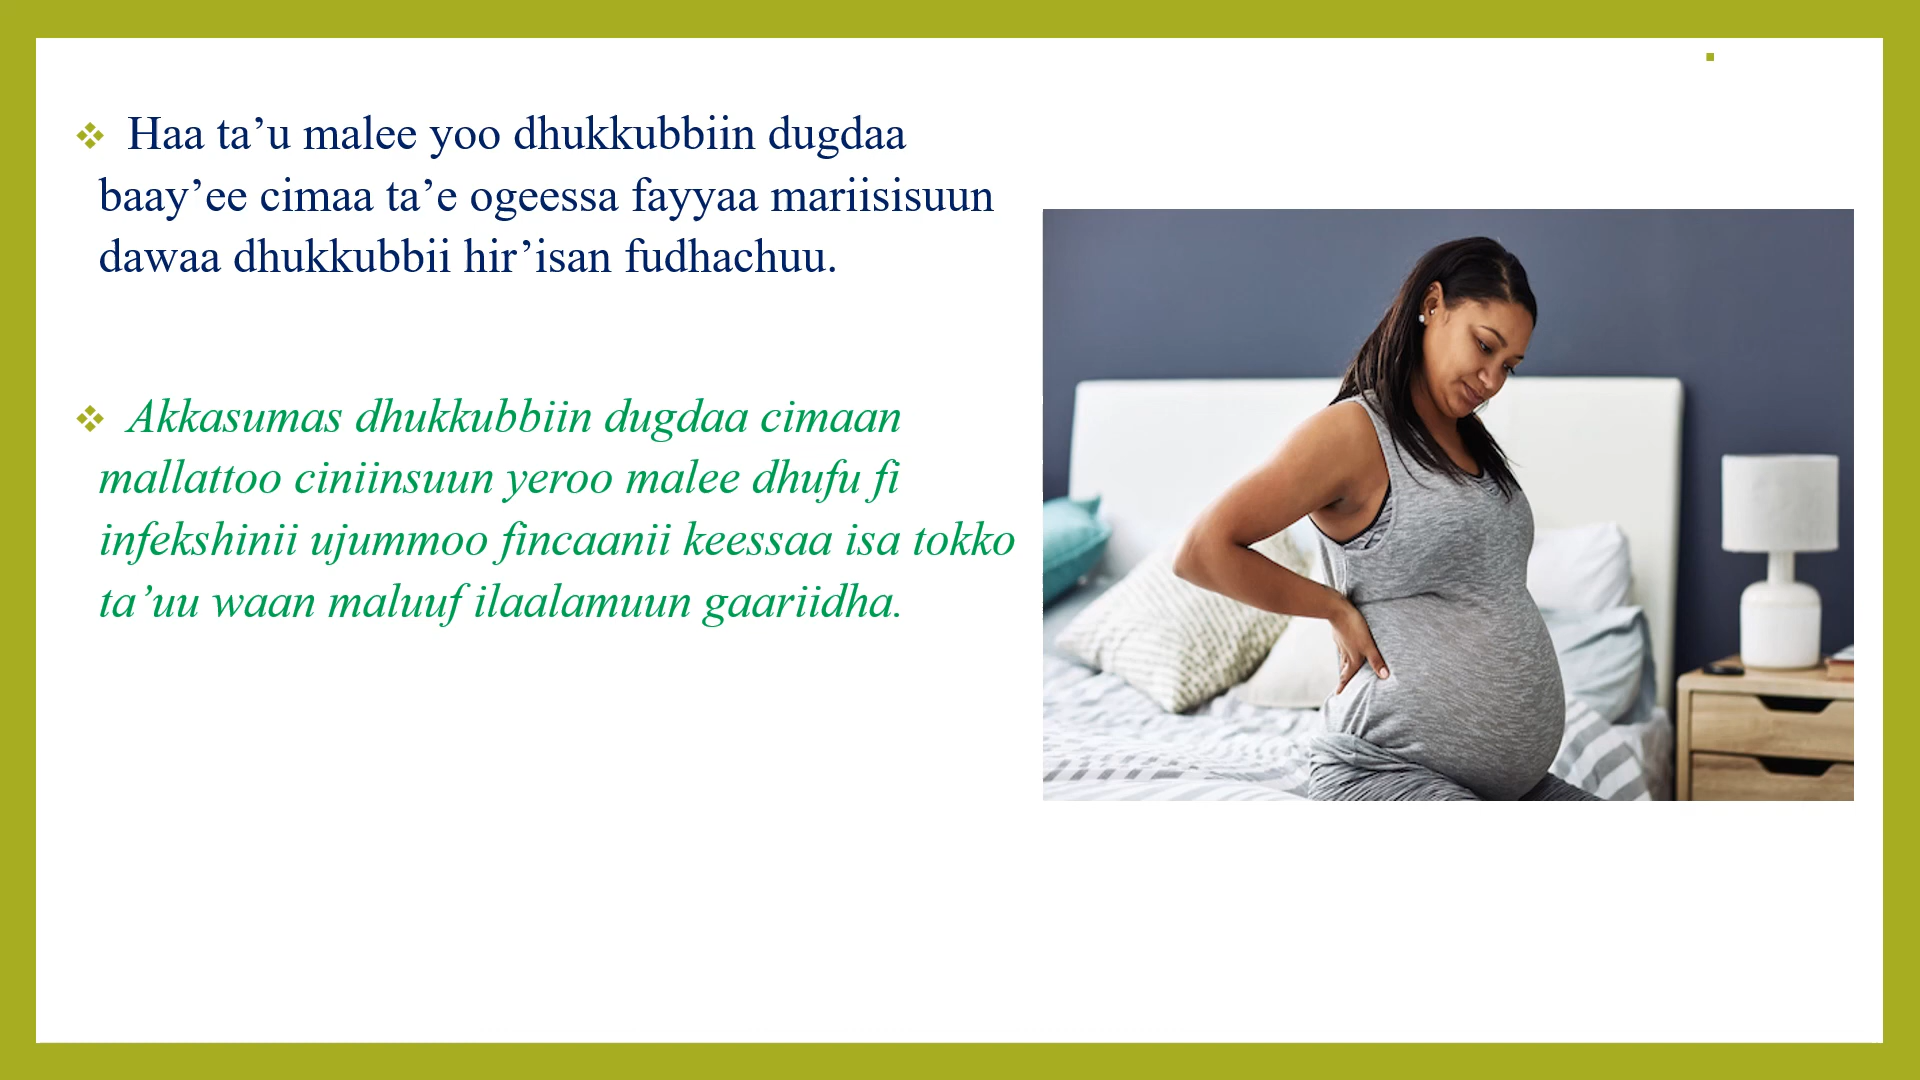 Haa ta’u malee yoo dhukkubbiin dugdaa
baay’ee cimaa ta’e ogeessa fayyaa mariisisuun
dawaa dhukkubbii hir’isan fudhachuu.
Akkasumas dhukkubbiin dugdaa cimaan
mallattoo ciniinsuun yeroo malee dhufu fi
infekshinii ujummoo fincaanii keessaa isa tokko
ta’uu waan maluuf ilaalamuun gaariidha.